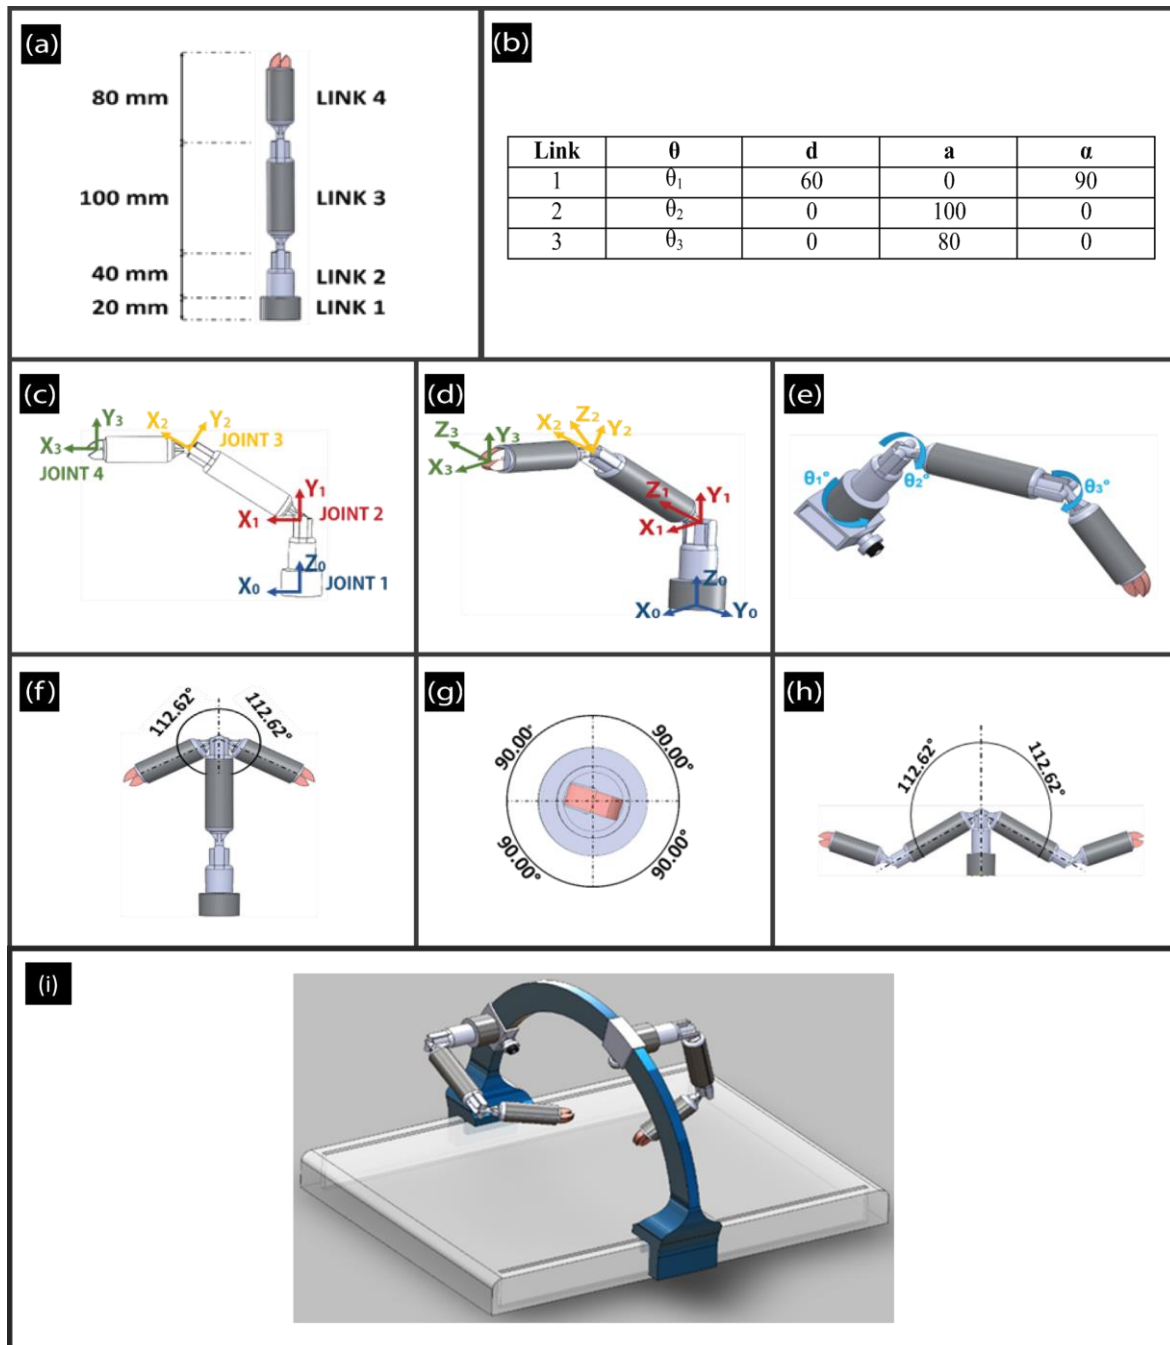 (a)
80 mm
LINK 4
100 mm
LINK 3
40 mm
LINK 2
20 mm
LINK 1
(b)
Link θ d a α
1 θ1 60 0 90
2 θ2 0 100 0
3 θ3 0 80 0
(c)
Y3
X3
JOINT 4
X2
Y2
JOINT 3
Y1
X1
JOINT 2
Z0
X0
JOINT 1
(d)
Z3
Y3
X3
X2
Z2
Y2
Z1
Y1
X1
Z0
X0
Y0
(e)
θ1°
θ2°
θ3°
(f)
112.62°
112.62°
(g)
90.00°
90.00°
90.00°
90.00°
(h)
112.62°
112.62°
(i)